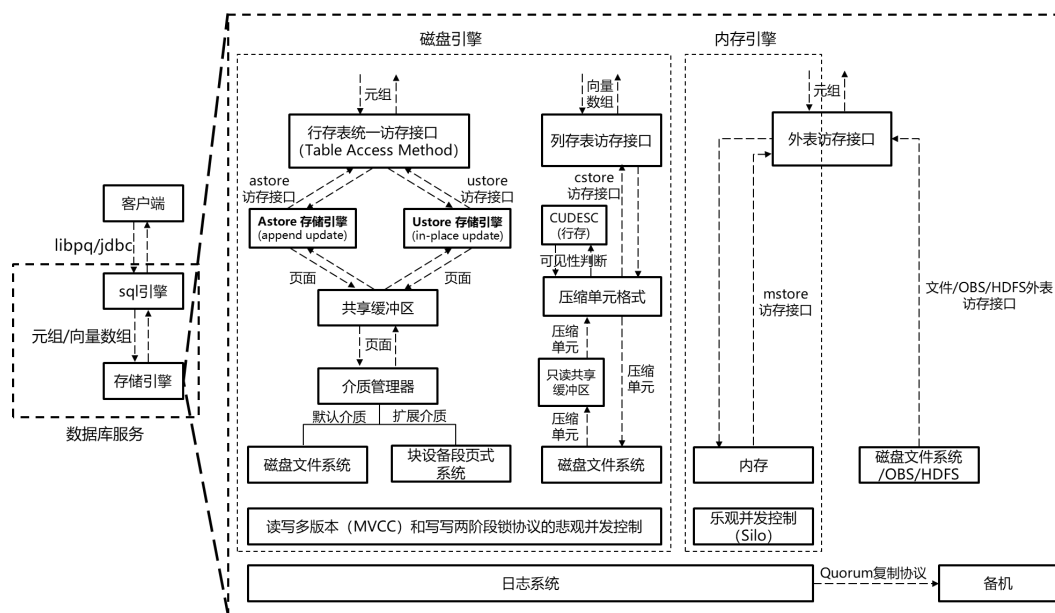 磁盘引擎
内存引擎
元组
向量
数组
元组
行存表统一访存接口
（Table Access Method）
列存表访存接口
外表访存接口
astore
访存接口
ustore
访存接口
cstore
访存接口
客户端
Astore 存储引擎
(append update)
Ustore 存储引擎
(in-place update)
CUDESC
(行存)
libpq/jdbc
页面
页面
可见性判断
sql引擎
共享缓冲区
压缩单元格式
mstore
访存接口
文件/OBS/HDFS外表
访存接口
元组/向量数组
页面
压缩
单元
存储引擎
介质管理器
只读共享
缓冲区
压缩
单元
数据库服务
默认介质
扩展介质
压缩
单元
磁盘文件系统
块设备段页式
系统
磁盘文件系统
内存
磁盘文件系统
/OBS/HDFS
读写多版本（MVCC）和写写两阶段锁协议的悲观并发控制
乐观并发控制
（Silo）
日志系统
Quorum复制协议
备机